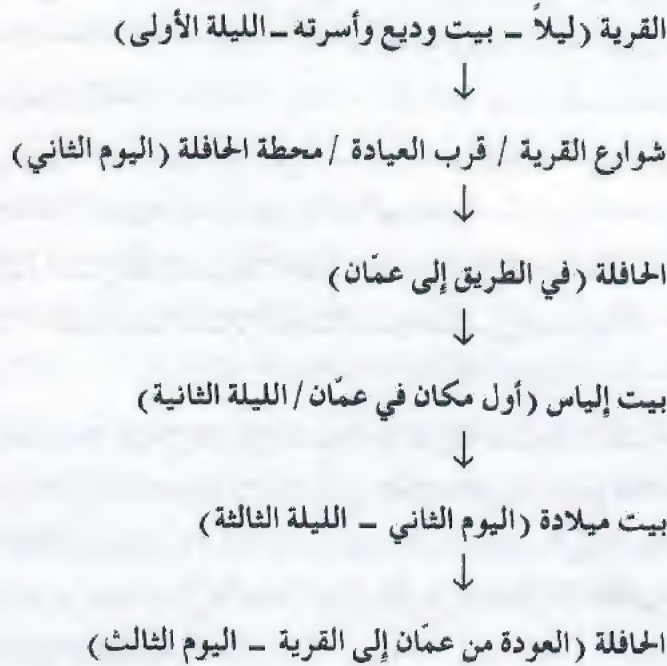 القرية (ليلاً – بيت وديع وأسرته – الليلة الأولى)
↓
شوارع القرية / قرب العيادة / محطة الحافلة (اليوم الثاني)
↓
الحافلة (في الطريق إلى عمّان)
↓
بيت إلياس (أول مكان في عمّان / الليلة الثانية)
↓
بيت ميلادة (اليوم الثاني – الليلة الثالثة)
↓
الحافلة (العودة من عمّان إلى القرية – اليوم الثالث)